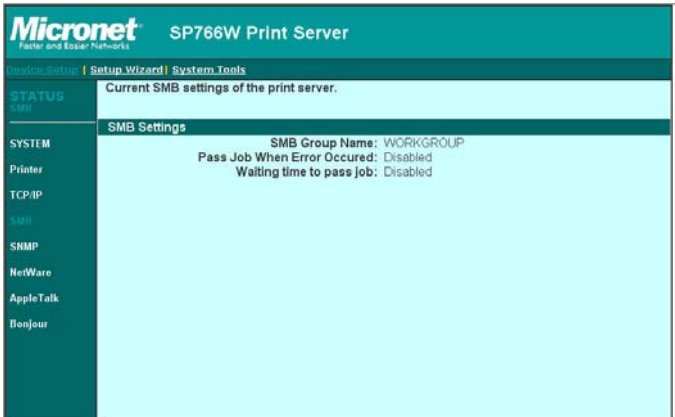 Micronet
Faster and Easier Networks
SP766W Print Server
Device Setup | Setup Wizard | System Tools
STATUS
SMB
Current SMB settings of the print server.
SMB Settings
SMB Group Name: WORKGROUP
Pass Job When Error Occured: Disabled
Waiting time to pass job: Disabled
SYSTEM
Printer
TCP/IP
SMB
SNMP
NetWare
AppleTalk
Bonjour